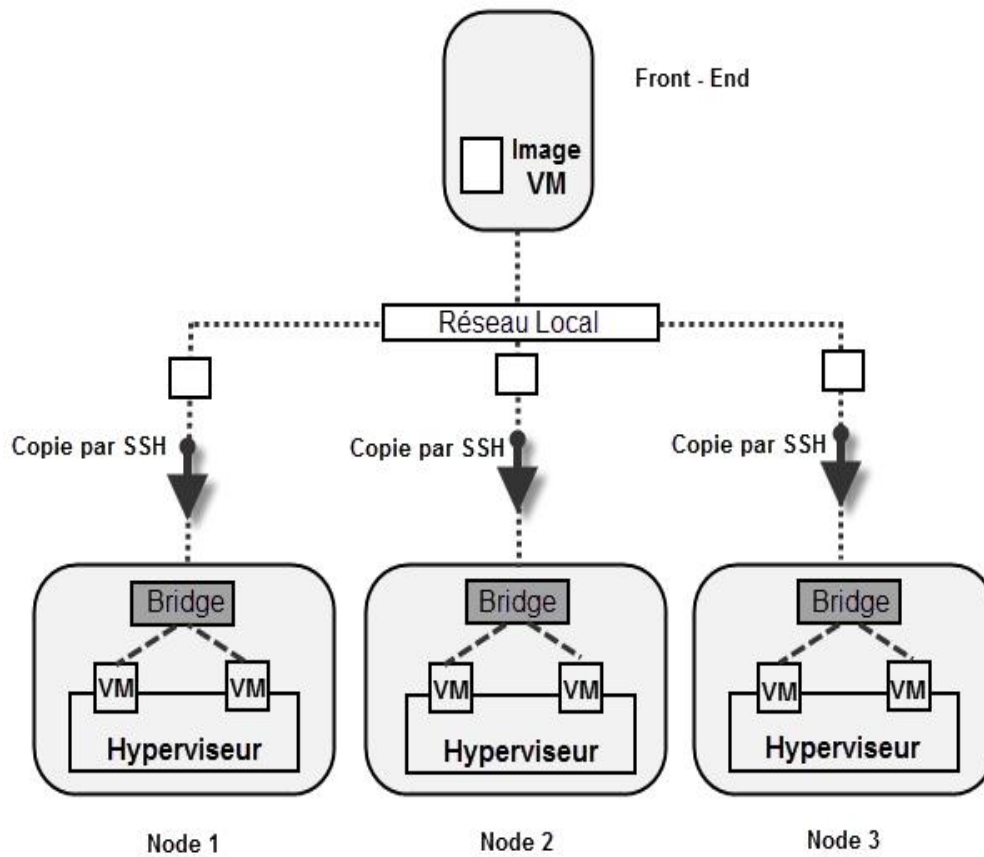 Front - End
Image
VM
Réseau Local
Copie par SSH
Copie par SSH
Copie par SSH
Bridge
Bridge
Bridge
VM
VM
VM
VM
VM
VM
Hyperviseur
Hyperviseur
Hyperviseur
Node 1
Node 2
Node 3